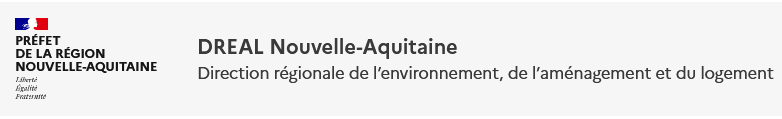 PRÉFET
DE LA RÉGION
NOUVELLE-AQUITAINE
Liberté
Égalité
Fraternité
DREAL Nouvelle-Aquitaine
Direction régionale de l'environnement, de l'aménagement et du logement